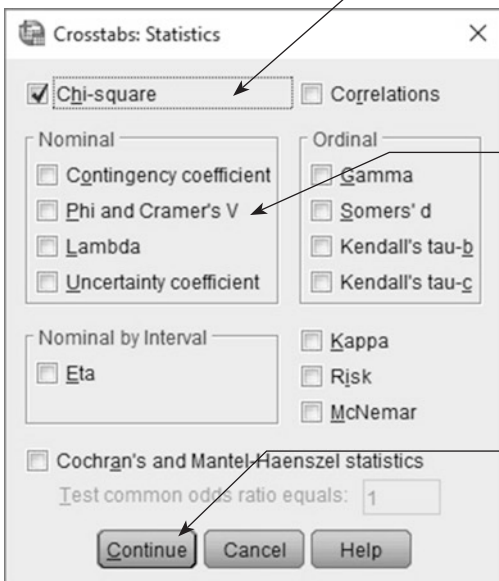 Crosstabs: Statistics
Chi-square
Correlations
Nominal
Contingency coefficient
Phi and Cramer's V
Lambda
Uncertainty coefficient
Ordinal
Gamma
Somers' d
Kendall's tau-b
Kendall's tau-c
Nominal by Interval
Eta
Kappa
Risk
McNemar
Cochran's and Mantel-Haenszel statistics
Test common odds ratio equals: 1
Continue Cancel Help